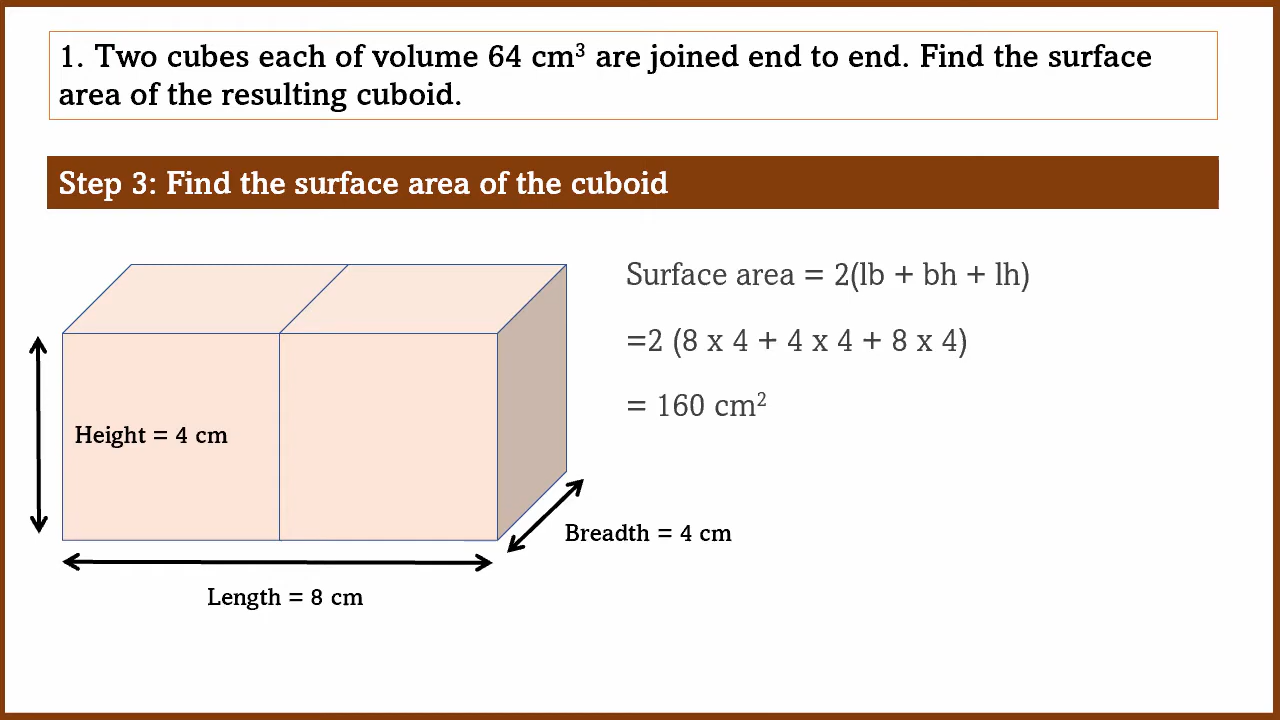 1. Two cubes each of volume 64 cm³ are joined end to end. Find the surface
area of the resulting cuboid.
Step 3: Find the surface area of the cuboid
Surface area = 2(lb + bh + lh)
=2 (8 x 4 + 4 x 4 + 8 x 4)
= 160 cm²
Height = 4 cm
Breadth = 4 cm
Length = 8 cm